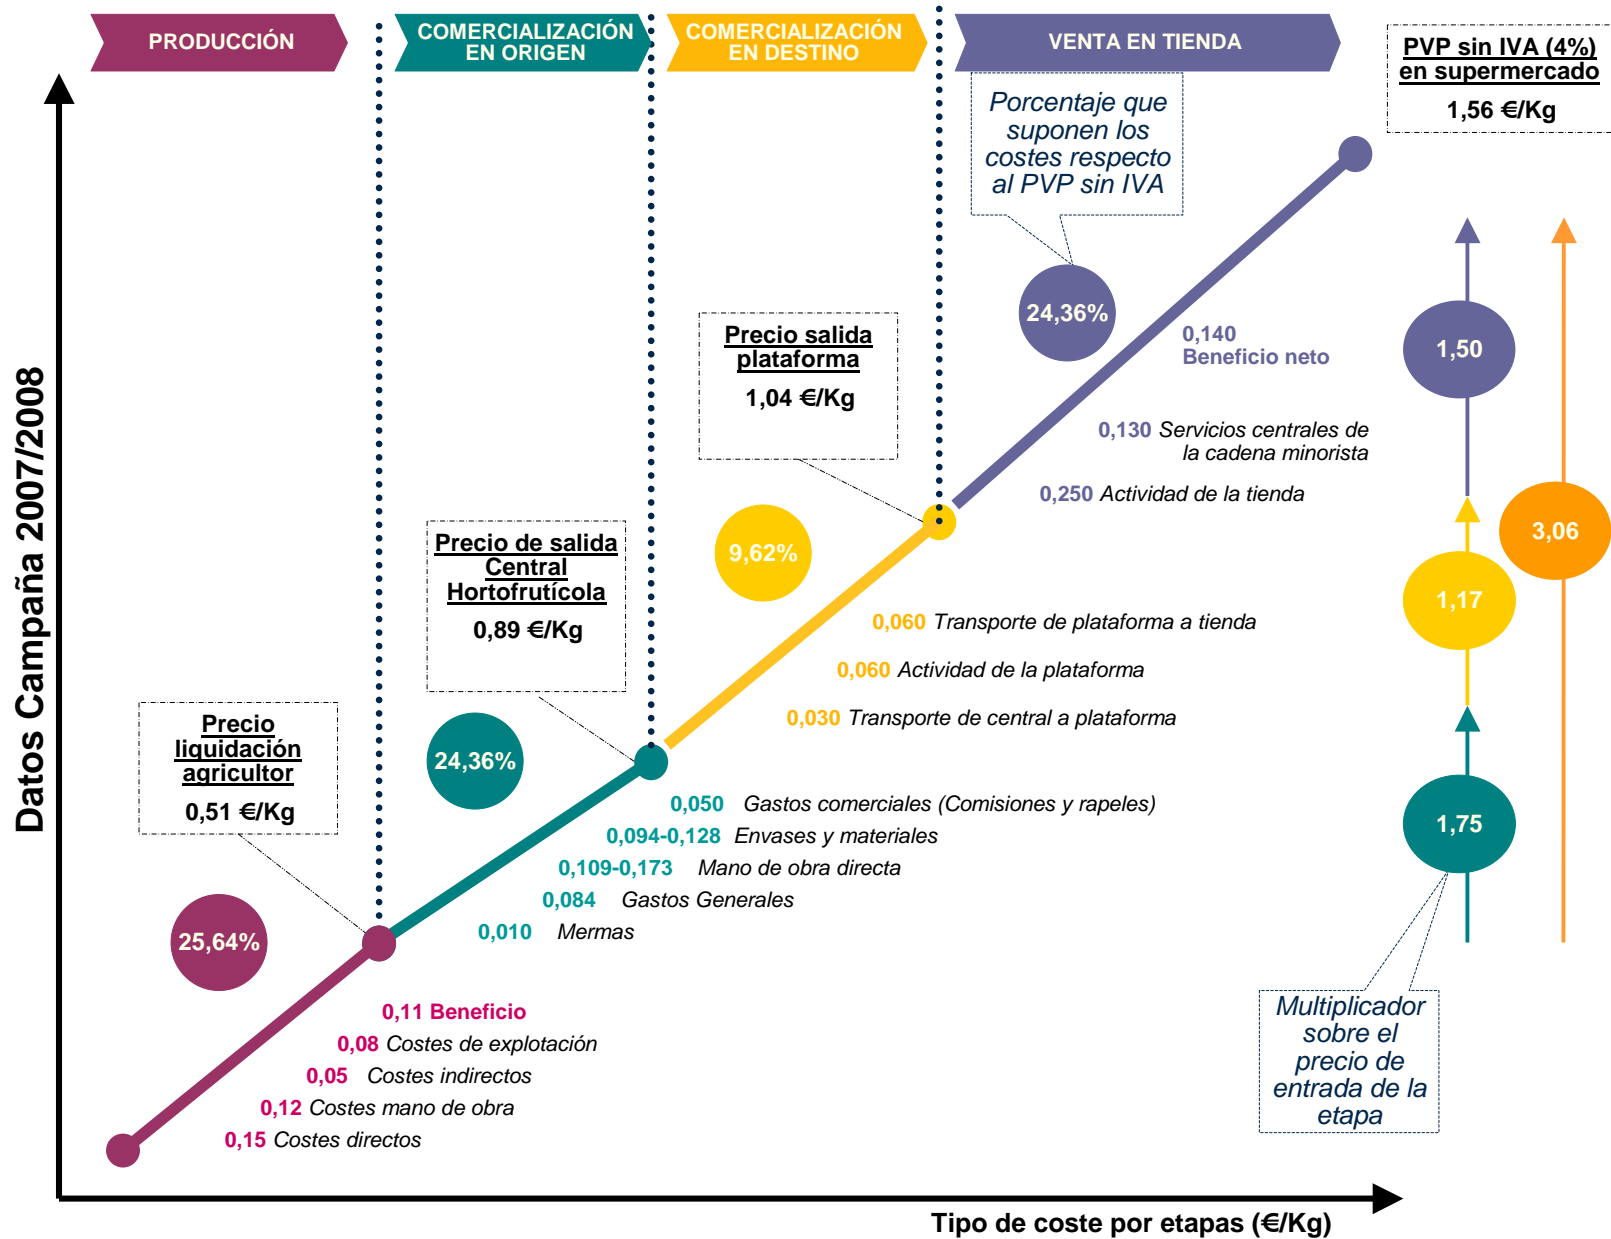 PRODUCCIÓN
COMERCIALIZACIÓN
EN ORIGEN
COMERCIALIZACIÓN
EN DESTINO
VENTA EN TIENDA
PVP sin IVA (4%)
en supermercado
1,56 €/Kg
Porcentaje que
suponen los
costes respecto
al PVP sin IVA
24,36%
Precio salida
plataforma
1,04 €/Kg
0,140
Beneficio neto
0,130 Servicios centrales de
la cadena minorista
0,250 Actividad de la tienda
1,50
3,06
1,17
1,75
Precio de salida
Central
Hortofrutícola
0,89 €/Kg
9,62%
0,060 Transporte de plataforma a tienda
0,060 Actividad de la plataforma
0,030 Transporte de central a plataforma
Precio
liquidación
agricultor
0,51 €/Kg
24,36%
0,050 Gastos comerciales (Comisiones y rapeles)
0,094-0,128 Envases y materiales
0,109-0,173 Mano de obra directa
0,084 Gastos Generales
0,010 Mermas
25,64%
0,11 Beneficio
0,08 Costes de explotación
0,05 Costes indirectos
0,12 Costes mano de obra
0,15 Costes directos
Multiplicador
sobre el
precio de
entrada de la
etapa
Datos Campaña 2007/2008
Tipo de coste por etapas (€/Kg)